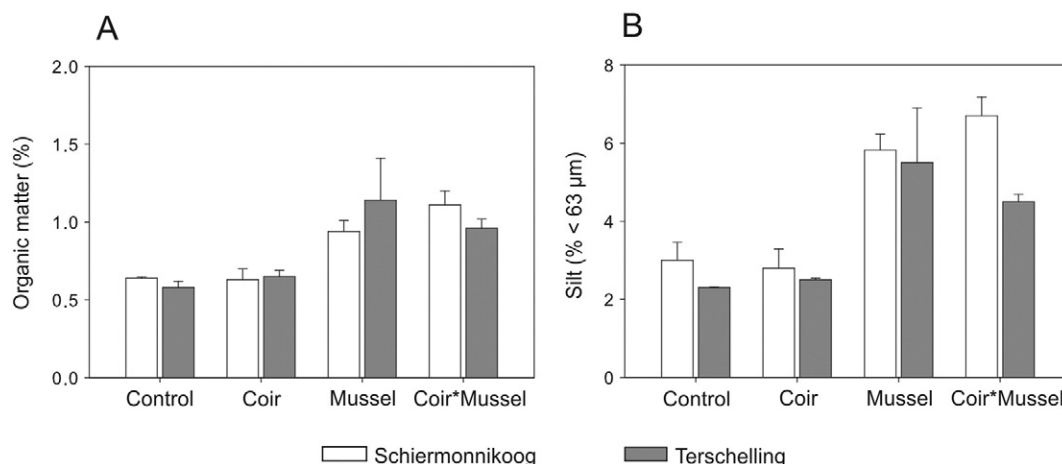 A
Organic matter (%)
2.0
1.5
1.0
0.5
0.0
Control Coir Mussel Coir*Mussel
B
Silt (% < 63 µm)
8
6
4
2
0
Control Coir Mussel Coir*Mussel
Schiermonnikoog Terschelling